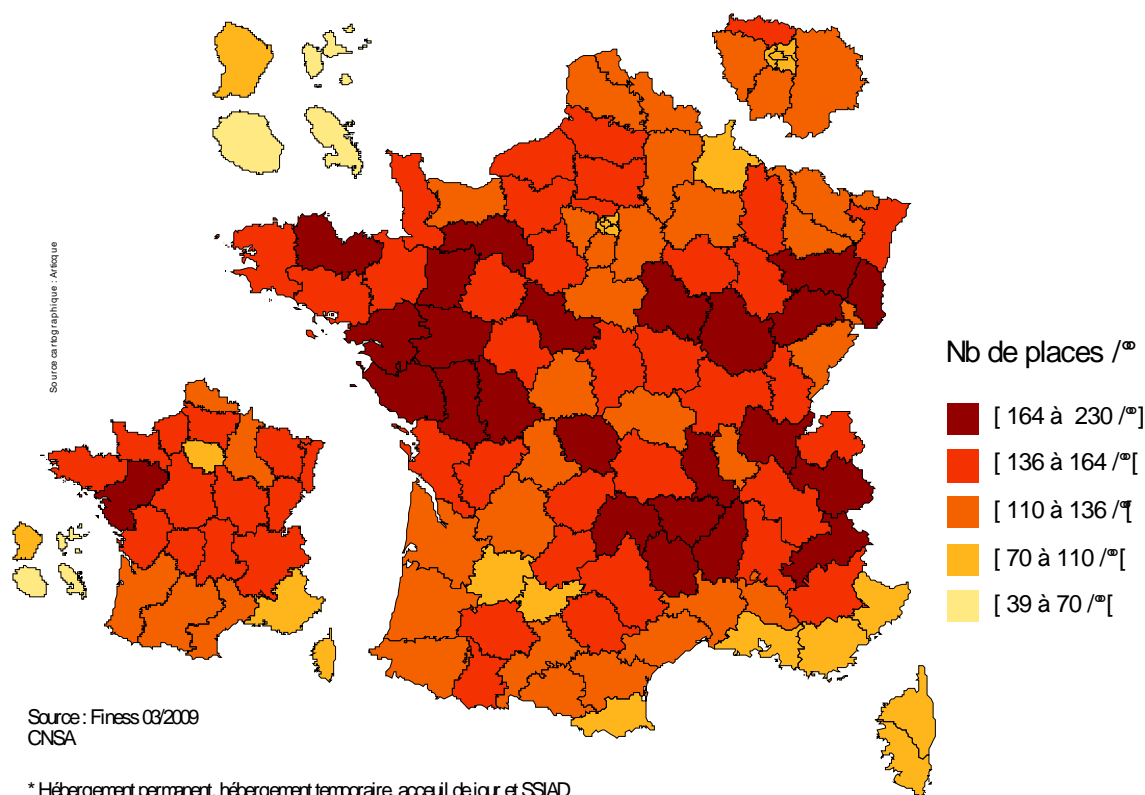 Source cartographique : Articque
Nb de places /°°
[ 164 à 230 /°°]
[ 136 à 164 /°°[
[ 110 à 136 /°°[
[ 70 à 110 /°°[
[ 39 à 70 /°°[
Source : Finess 03/2009
CNSA
* Hébergement permanent, hébergement temporaire, acceuil de jour et SSIAD